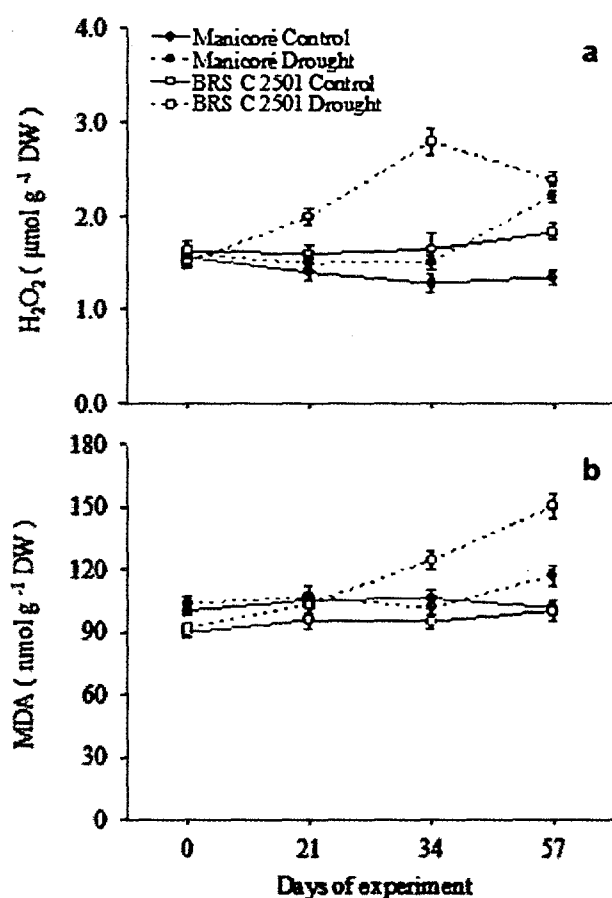 4.0
Manicoré Control
Manicoré Drought
BRS C 2501 Control
BRS C 2501 Drought
a
3.0
2.0
1.0
0.0
H₂O₂ ( μmol g ⁻¹ DW)
180
b
150
120
90
60
30
0
MDA ( nmol g ⁻¹ DW)
0 21 34 57
Days of experiment